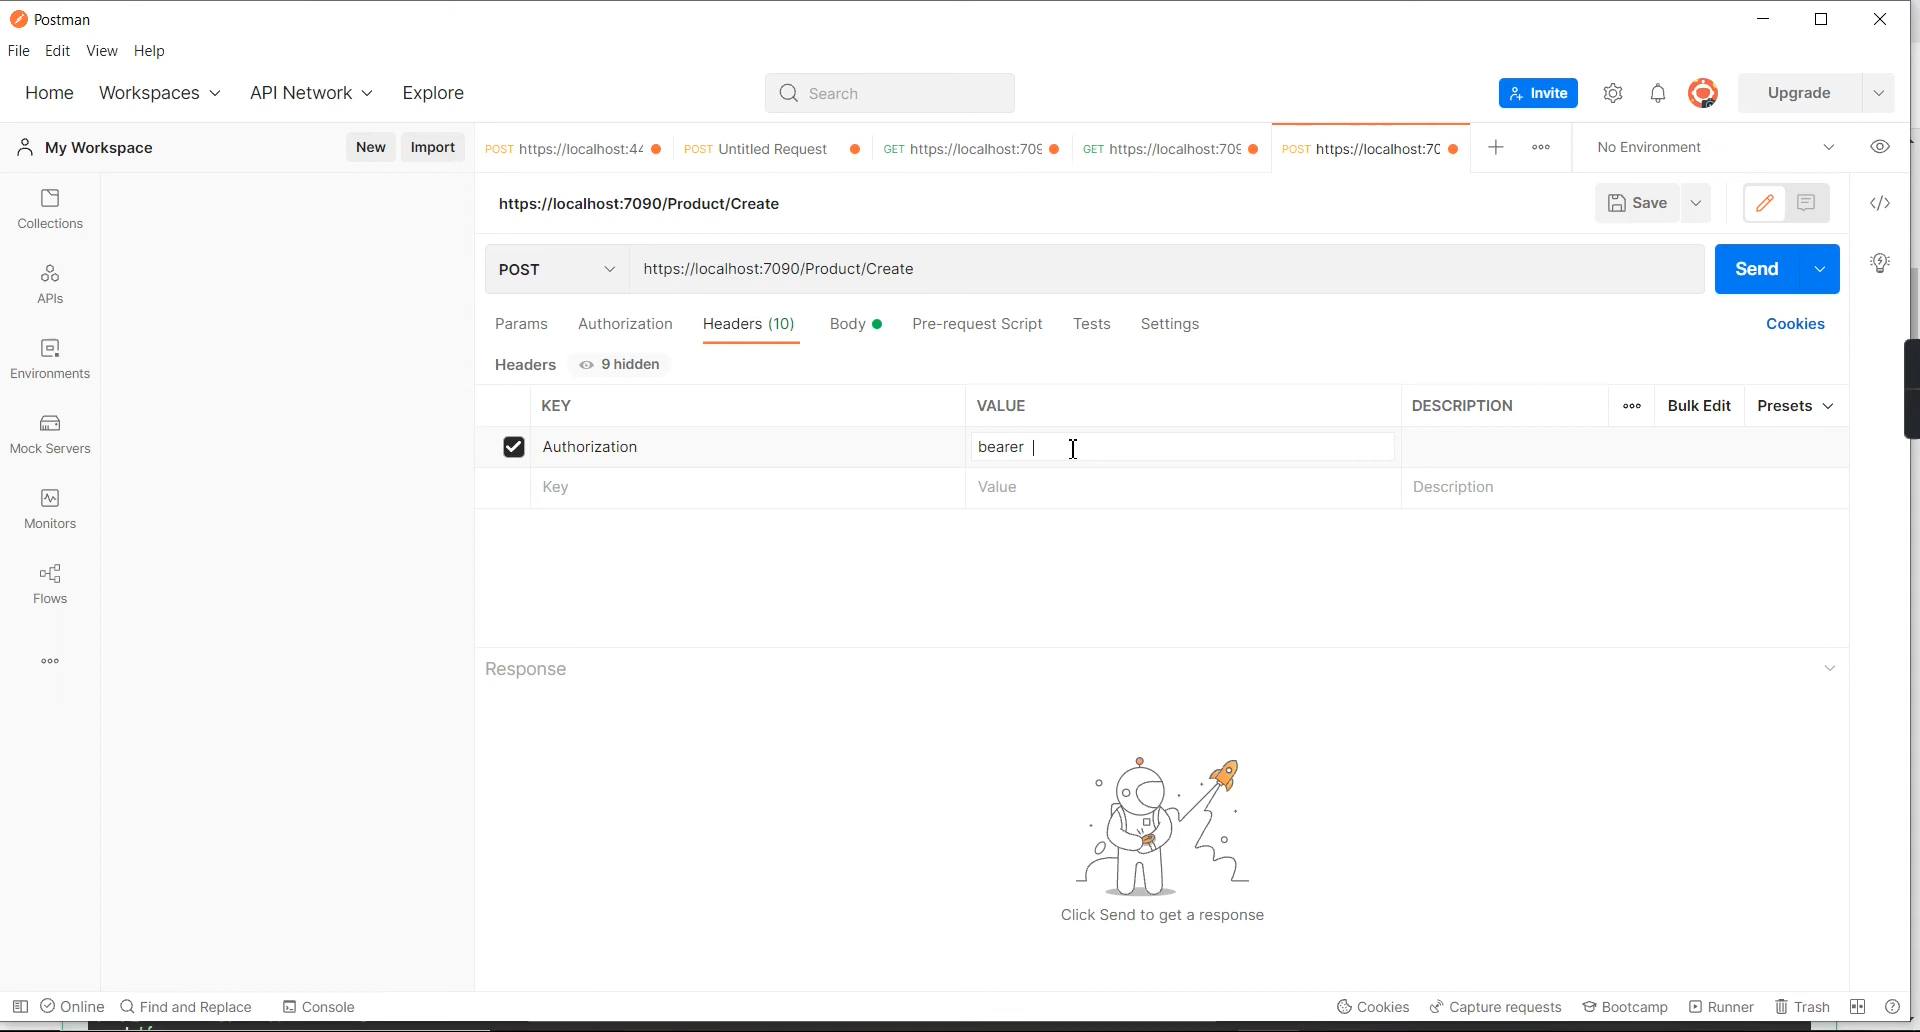 Postman
File Edit View Help
Home Workspaces API Network Explore Search Invite Upgrade
My Workspace New Import POST https://localhost:44 POST Untitled Request GET https://localhost:709 GET https://localhost:709 POST https://localhost:70 No Environment
Collections
APIs
Environments
Mock Servers
Monitors
Flows
https://localhost:7090/Product/Create Save
POST https://localhost:7090/Product/Create Send
Params Authorization Headers (10) Body Pre-request Script Tests Settings Cookies
Headers 9 hidden
KEY VALUE DESCRIPTION Bulk Edit Presets
Authorization bearer
Key Value Description
Response
Click Send to get a response
Online Find and Replace Console Cookies Capture requests Bootcamp Runner Trash